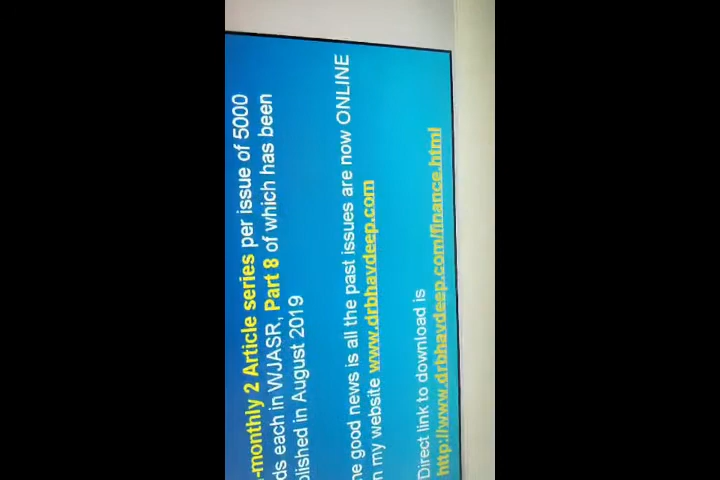 -monthly 2 Article series per issue of 5000
ds each in WJASR, Part 8 of which has been
blished in August 2019
e good news is all the past issues are now ONLINE
n my website www.drbhavdeep.com
Direct link to download is
http://www.drbhavdeep.com/finance.html